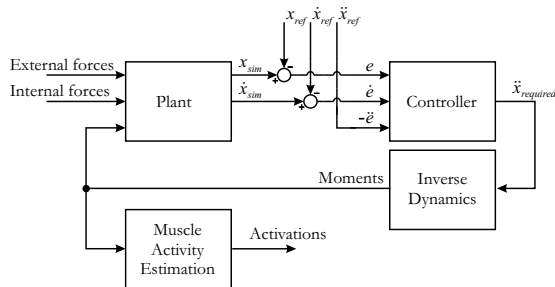 x_ref ẋ_ref ẍ_ref
External forces
Internal forces
Plant
x_sim
ẋ_sim
-
+
-
+
e
ė
-ë
Controller
ẍ_required
Moments
Inverse
Dynamics
Muscle
Activity
Estimation
Activations